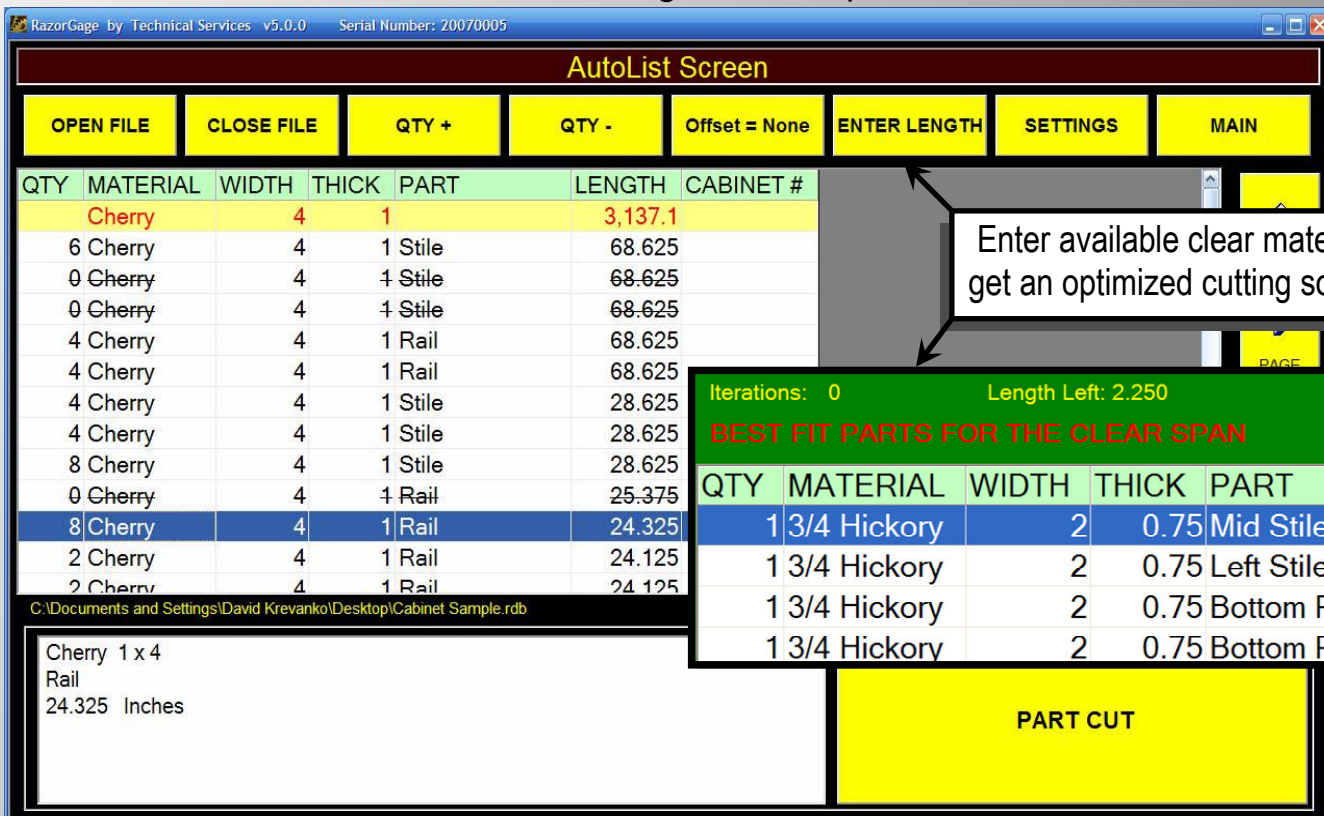 RazorGage by Technical Services v5.0.0 Serial Number: 20070005
AutoList Screen
OPEN FILE CLOSE FILE QTY + QTY - Offset = None ENTER LENGTH SETTINGS MAIN
QTY MATERIAL WIDTH THICK PART LENGTH CABINET #
Cherry 4 1 3,137.1
6 Cherry 4 1 Stile 68.625
0 Cherry 4 1 Stile 68.625
0 Cherry 4 1 Stile 68.625
4 Cherry 4 1 Rail 68.625
4 Cherry 4 1 Rail 68.625
4 Cherry 4 1 Stile 28.625
4 Cherry 4 1 Stile 28.625
8 Cherry 4 1 Stile 28.625
0 Cherry 4 1 Rail 25.375
8 Cherry 4 1 Rail 24.325
2 Cherry 4 1 Rail 24.125
2 Cherry 4 1 Rail 24.125
Enter available clear mate
get an optimized cutting
PAGE
Iterations: 0 Length Left: 2.250
BEST FIT PARTS FOR THE CLEAR SPAN
QTY MATERIAL WIDTH THICK PART
1 3/4 Hickory 2 0.75 Mid Stile
1 3/4 Hickory 2 0.75 Left Stile
1 3/4 Hickory 2 0.75 Bottom
1 3/4 Hickory 2 0.75 Bottom
C:\Documents and Settings\David Krevanko\Desktop\Cabinet Sample.rdb
Cherry 1 x 4
Rail
24.325 Inches
PART CUT